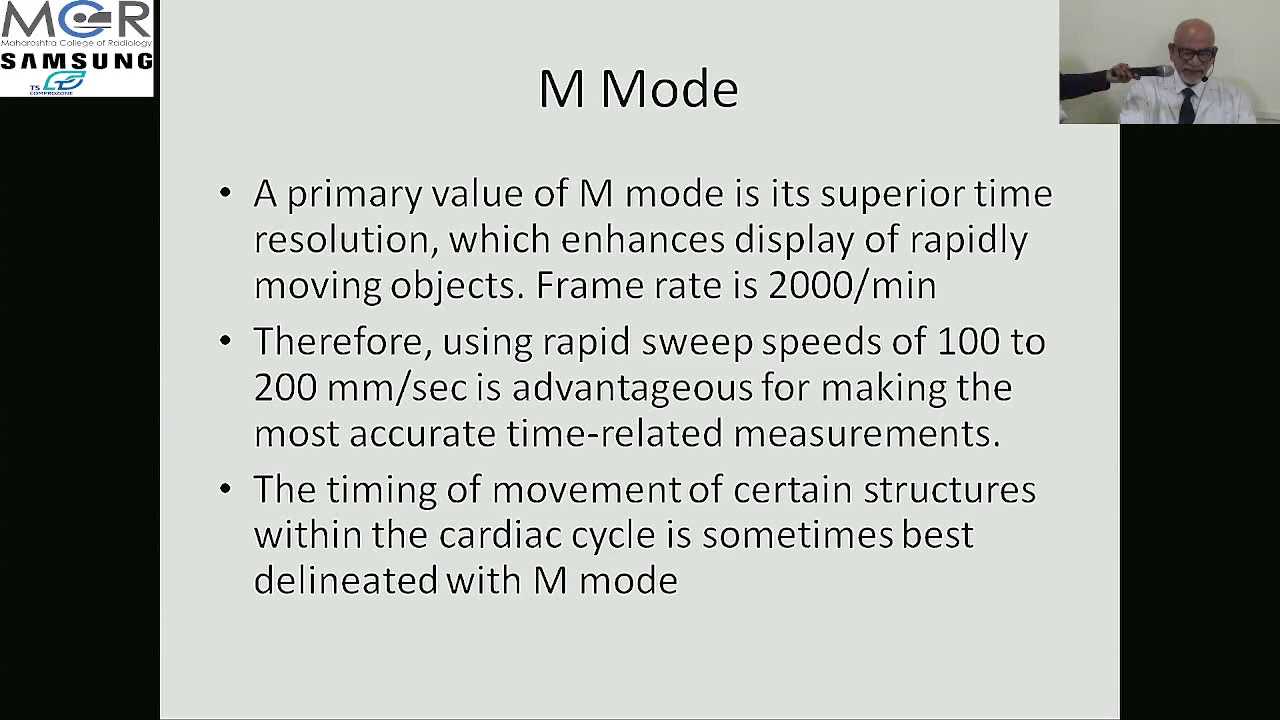 MCR
Maharashtra College of Radiology
SAMSUNG
TS
COMPROZONE
M Mode
• A primary value of M mode is its superior time
resolution, which enhances display of rapidly
moving objects. Frame rate is 2000/min
• Therefore, using rapid sweep speeds of 100 to
200 mm/sec is advantageous for making the
most accurate time-related measurements.
• The timing of movement of certain structures
within the cardiac cycle is sometimes best
delineated with M mode